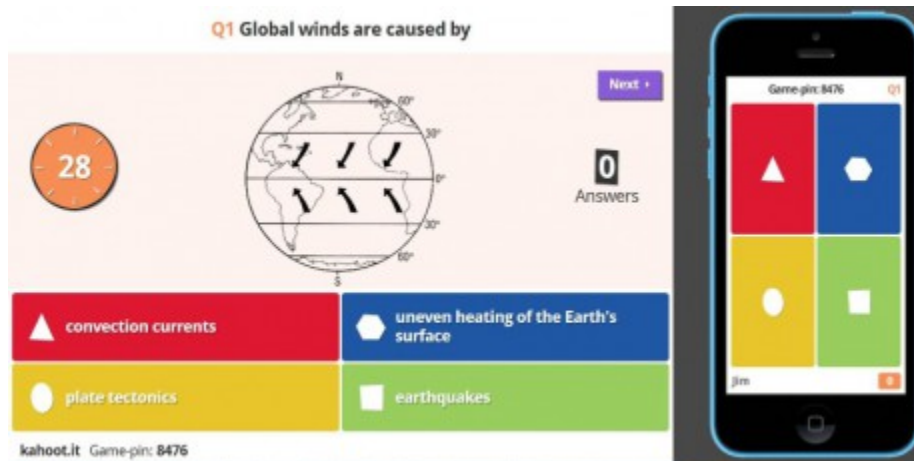 Q1 Global winds are caused by
Next
28
N
60°
30°
0°
30°
60°
S
0
Answers
convection currents
uneven heating of the Earth's
surface
plate tectonics
earthquakes
kahoot.it Game-pin: 8476
Game-pin: 8476 Q1
Jim 0